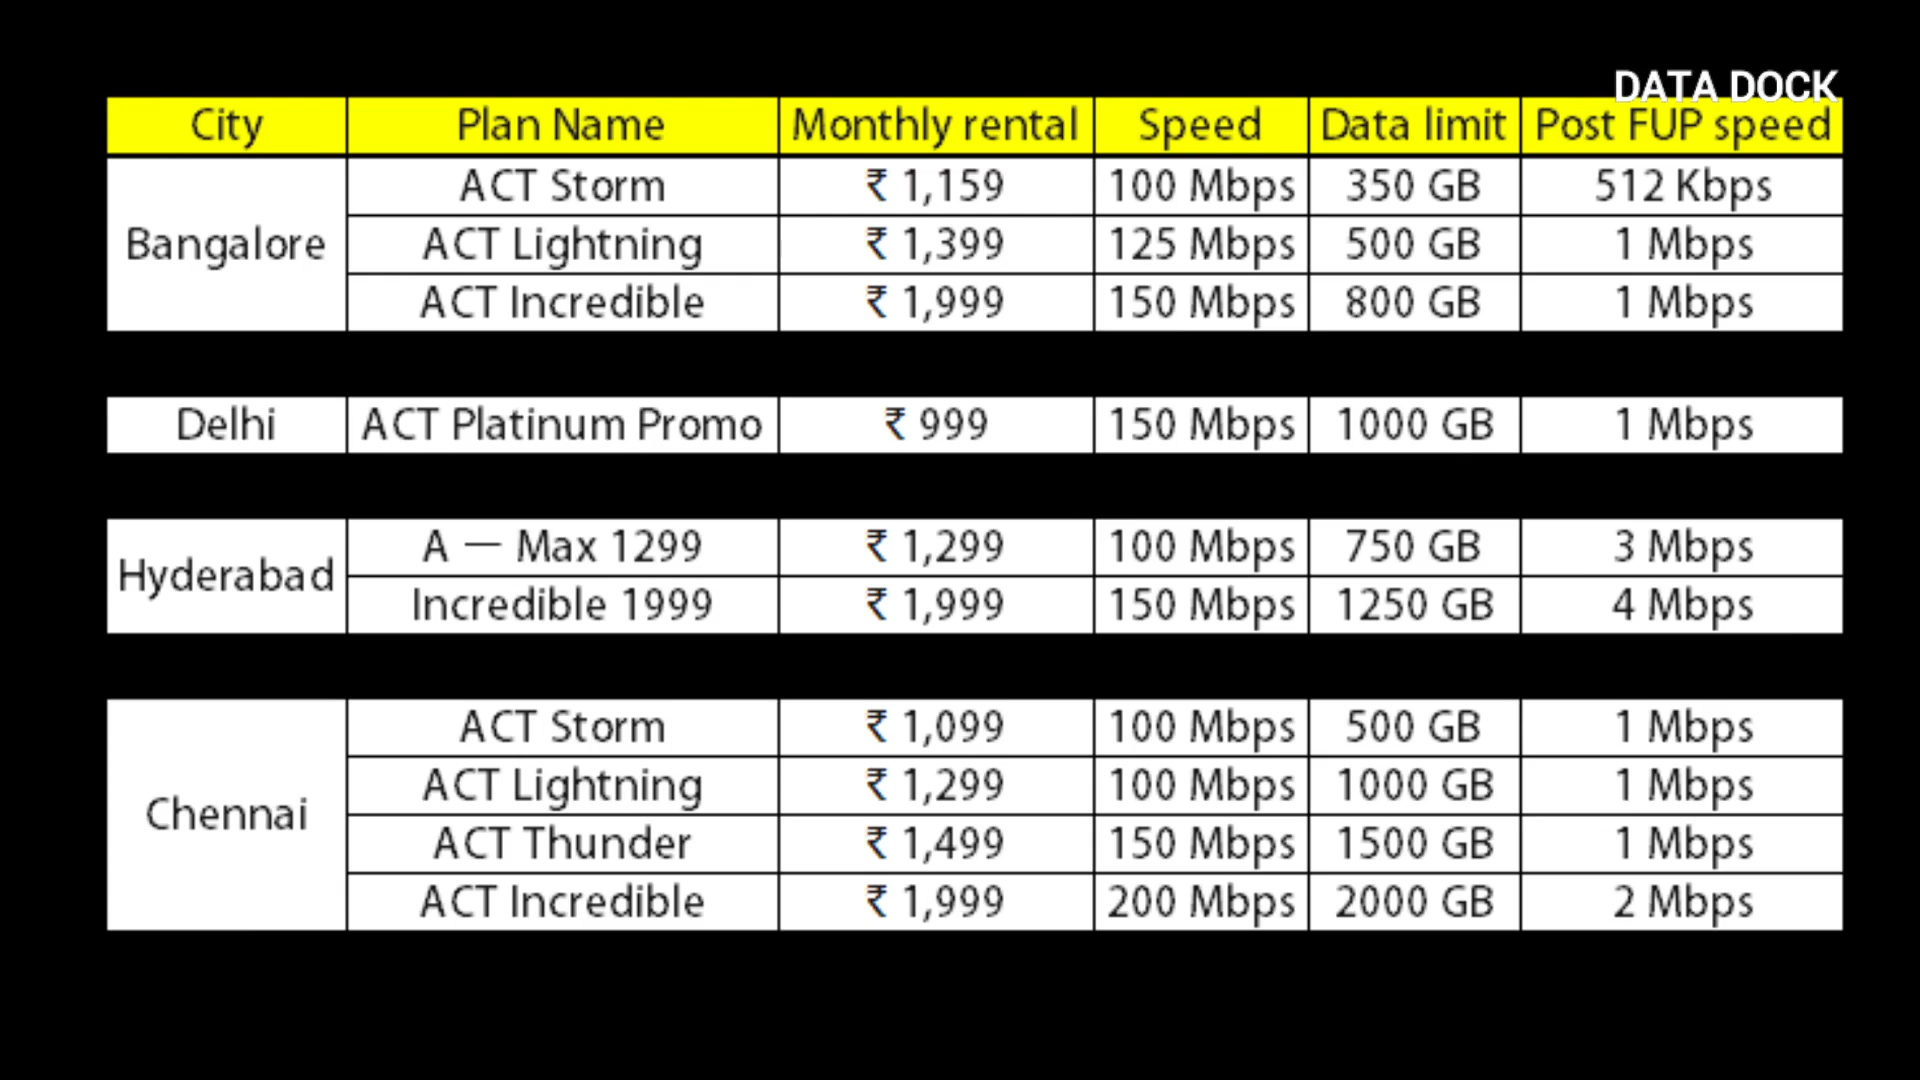 DATA DOCK
City Plan Name Monthly rental Speed Data limit Post FUP speed
Bangalore
ACT Storm ₹ 1,159 100 Mbps 350 GB 512 Kbps
ACT Lightning ₹ 1,399 125 Mbps 500 GB 1 Mbps
ACT Incredible ₹ 1,999 150 Mbps 800 GB 1 Mbps
Delhi ACT Platinum Promo ₹ 999 150 Mbps 1000 GB 1 Mbps
Hyderabad
A — Max 1299 ₹ 1,299 100 Mbps 750 GB 3 Mbps
Incredible 1999 ₹ 1,999 150 Mbps 1250 GB 4 Mbps
Chennai
ACT Storm ₹ 1,099 100 Mbps 500 GB 1 Mbps
ACT Lightning ₹ 1,299 100 Mbps 1000 GB 1 Mbps
ACT Thunder ₹ 1,499 150 Mbps 1500 GB 1 Mbps
ACT Incredible ₹ 1,999 200 Mbps 2000 GB 2 Mbps